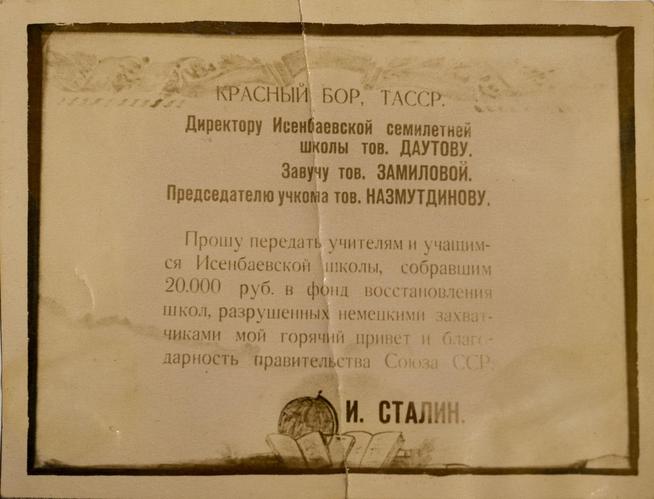 КРАСНЫЙ БОР, ТАССР.
Директору Исенбаевской семилетней
школы тов. ДАУТОВУ.
Завучу тов. ЗАМИЛОВОЙ.
Председателю учкома тов. НАЗМУТДИНОВУ.
Прошу передать учителям и учащим-
ся Исенбаевской школы, собравшим
20.000 руб. в фонд восстановления
школ, разрушенных немецкими захват-
чиками мой горячий привет и благо-
дарность правительства Союза ССР.
И. СТАЛИН.